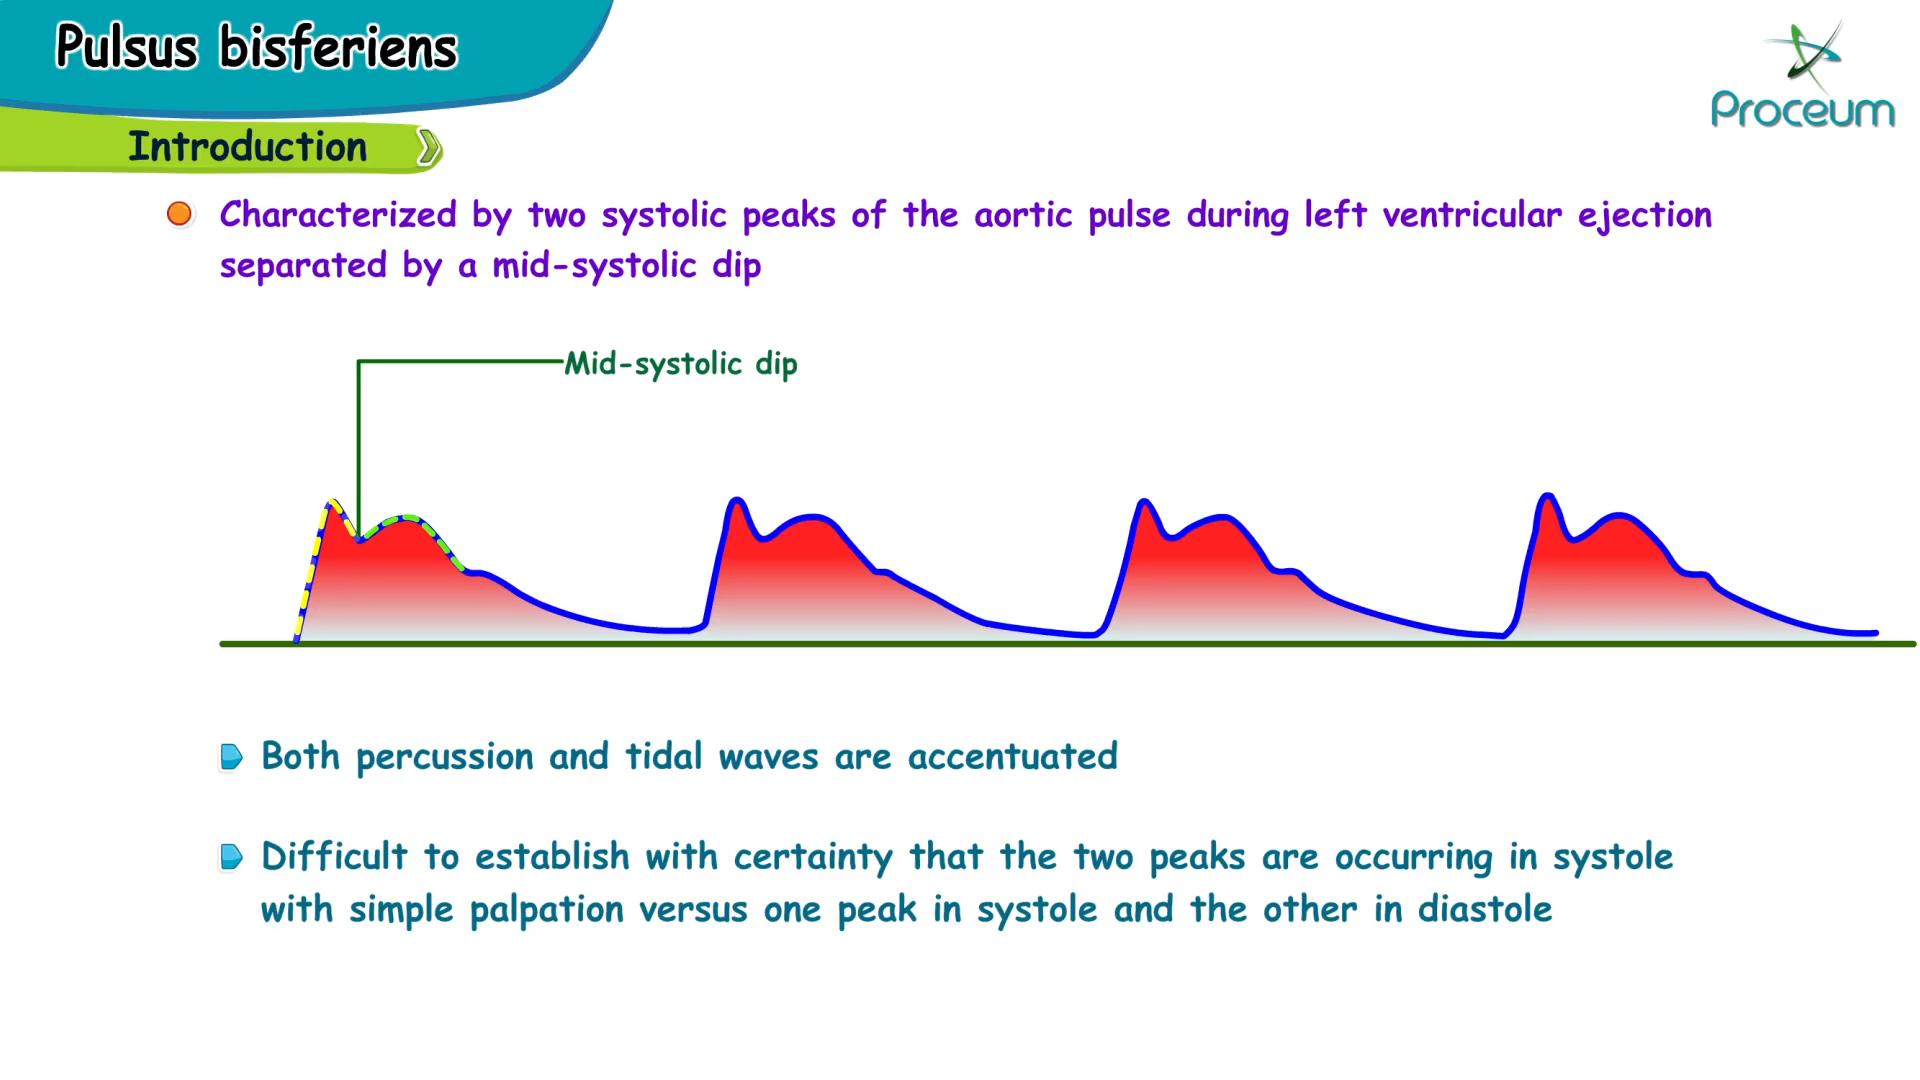 Pulsus bisferiens
Proceum
Introduction
Characterized by two systolic peaks of the aortic pulse during left ventricular ejection
separated by a mid-systolic dip
Mid-systolic dip
Both percussion and tidal waves are accentuated
Difficult to establish with certainty that the two peaks are occurring in systole
with simple palpation versus one peak in systole and the other in diastole